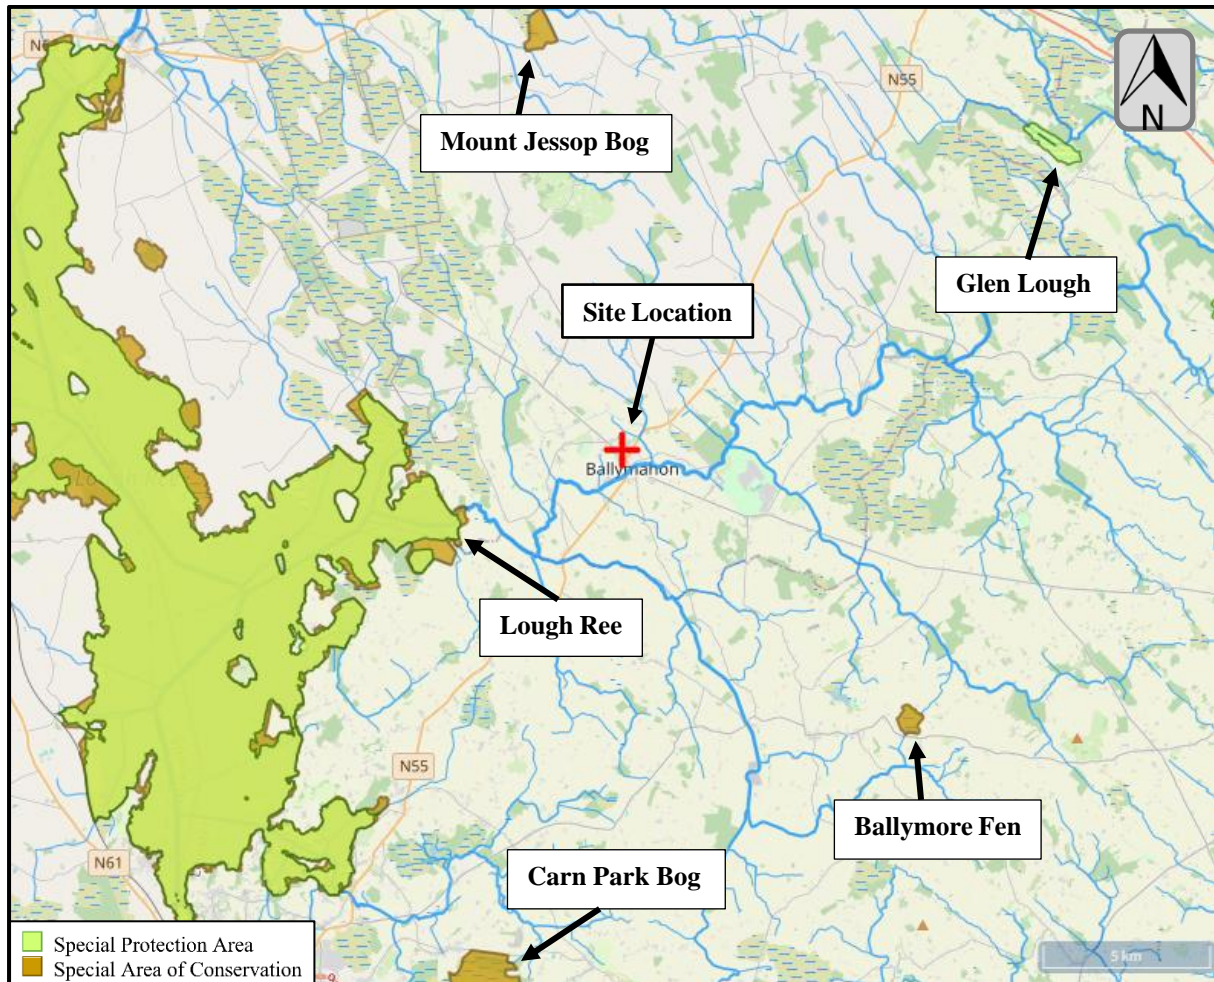 N55
N
Mount Jessop Bog
Glen Lough
Site Location
Ballymahon
Lough Ree
N55
Ballymore Fen
N61
Carn Park Bog
Special Protection Area
Special Area of Conservation
5 km